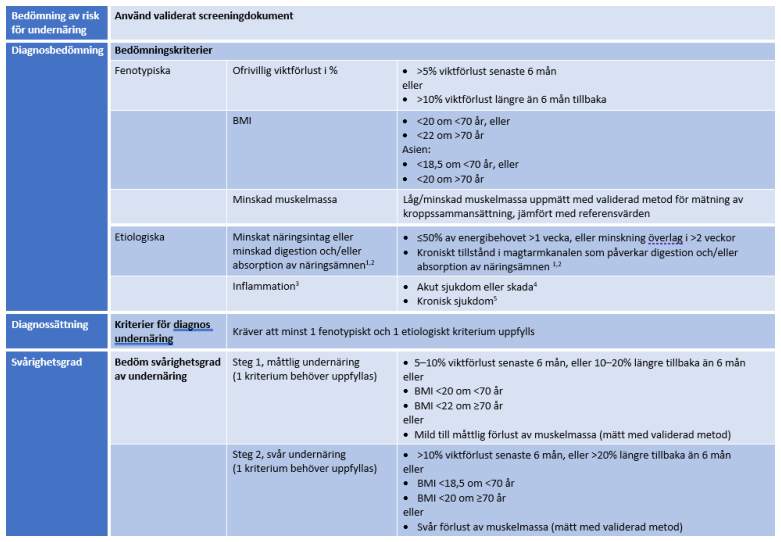 Bedömning av risk
för undernäring
Använd validerat screeningdokument
Diagnosbedömning
Bedömningskriterier
Fenotypiska
Ofrivillig viktförlust i %
• >5% viktförlust senaste 6 mån
eller
• >10% viktförlust längre än 6 mån tillbaka
BMI
• <20 om <70 år, eller
• <22 om >70 år
Asien:
• <18,5 om <70 år, eller
• <20 om >70 år
Minskad muskelmassa
Låg/minskad muskelmassa uppmätt med validerad metod för mätning av
kroppssammansättning, jämfört med referensvärden
Etiologiska
Minskat näringsintag eller
minskad digestion och/eller
absorption av näringsämnen1,2
• ≤50% av energibehovet >1 vecka, eller minskning överlag i >2 veckor
• Kroniskt tillstånd i magtarmkanalen som påverkar digestion och/eller
absorption av näringsämnen 1,2
Inflammation3
• Akut sjukdom eller skada4
• Kronisk sjukdom5
Diagnossättning
Kriterier för diagnos
undernäring
Kräver att minst 1 fenotypiskt och 1 etiologiskt kriterium uppfylls
Svårighetsgrad
Bedöm svårighetsgrad
av undernäring
Steg 1, måttlig undernäring
(1 kriterium behöver uppfyllas)
• 5–10% viktförlust senaste 6 mån, eller 10–20% längre tillbaka än 6 mån
eller
• BMI <20 om <70 år
• BMI <22 om ≥70 år
eller
• Mild till måttlig förlust av muskelmassa (mätt med validerad metod)
Steg 2, svår undernäring
(1 kriterium behöver uppfyllas)
• >10% viktförlust senaste 6 mån, eller >20% längre tillbaka än 6 mån
eller
• BMI <18,5 om <70 år
• BMI <20 om ≥70 år
eller
• Svår förlust av muskelmassa (mätt med validerad metod)